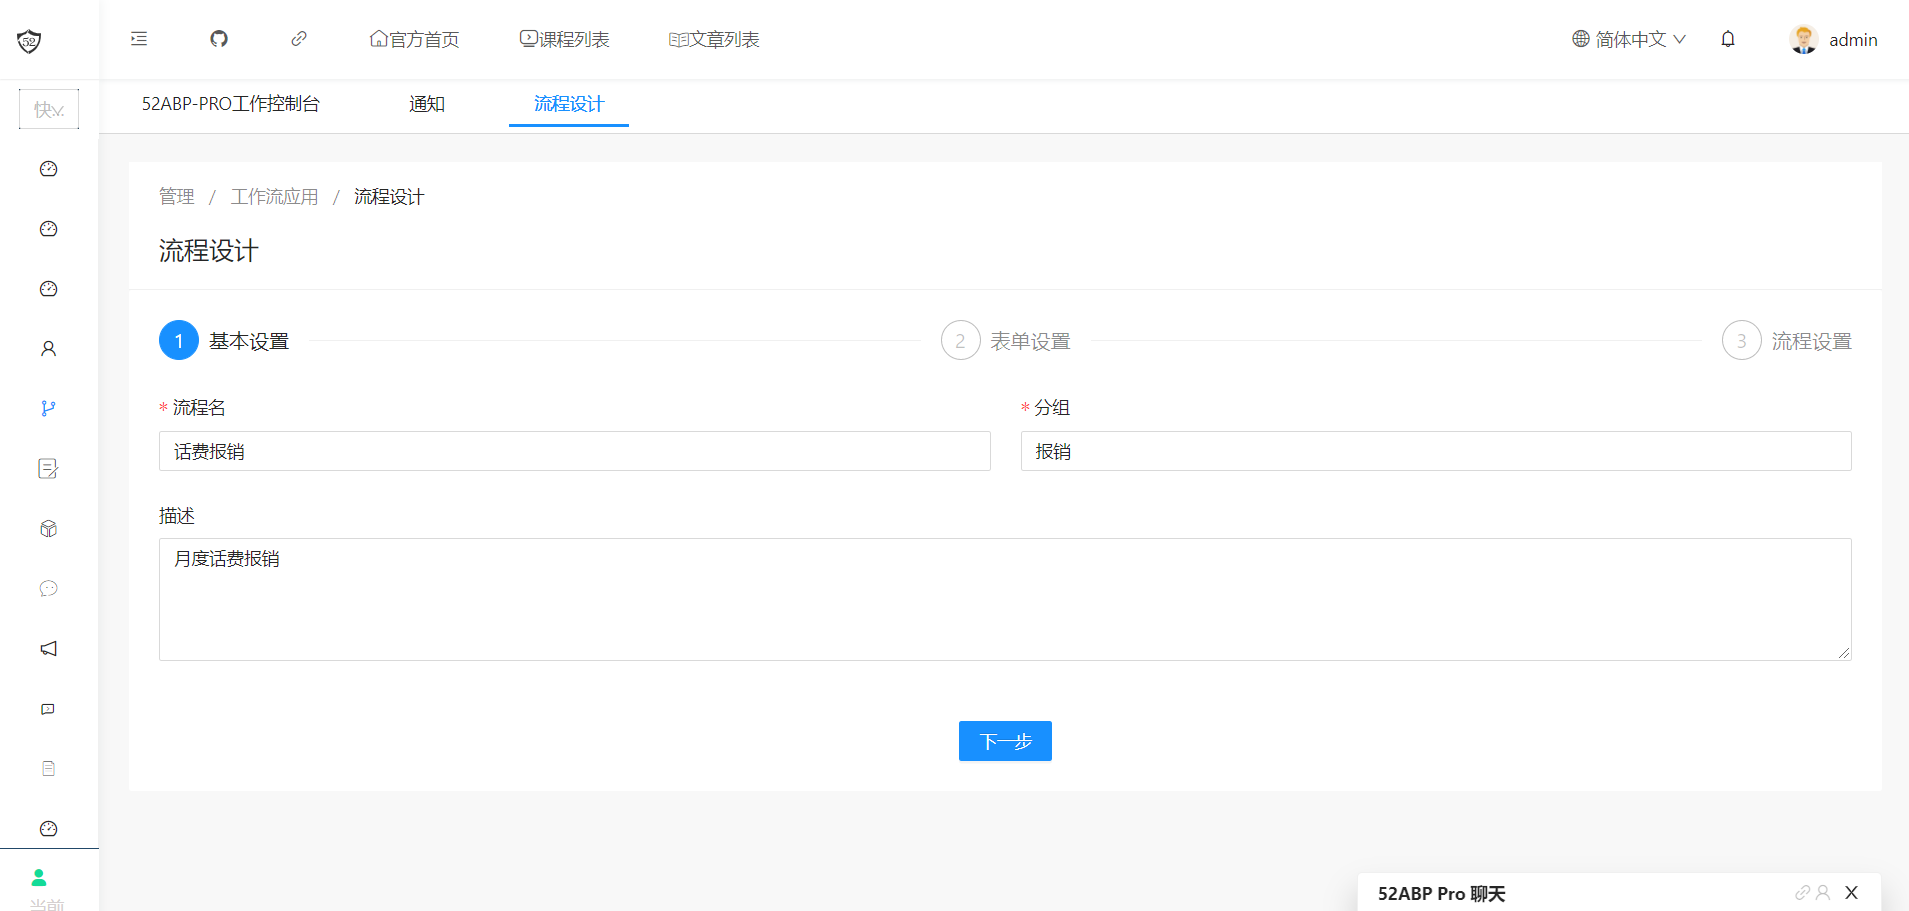 52
官方首页
课程列表
文章列表
简体中文
admin
快
52ABP-PRO工作控制台
通知
流程设计
管理 / 工作流应用 / 流程设计
流程设计
1 基本设置
2 表单设置
3 流程设置
* 流程名
* 分组
话费报销
报销
描述
月度话费报销
下一步
当前
52ABP Pro 聊天
X